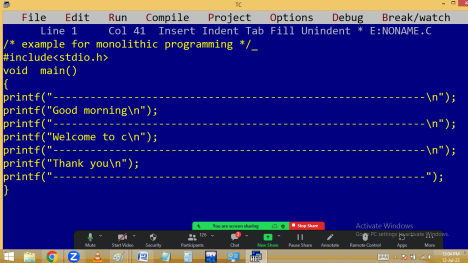 TC
File Edit Run Compile Project Options Debug Break/watch
Line 1 Col 41 Insert Indent Tab Fill Unindent * E:NONAME.C
/* example for monolithic programming */_
#include<stdio.h>
void main()
{
printf("-----------------------------------------------------\n");
printf("Good morning\n");
printf("-----------------------------------------------------\n");
printf("Welcome to c\n");
printf("-----------------------------------------------------\n");
printf("Thank you\n");
printf("-----------------------------------------------------");
}
You are screen sharing Stop Share
Activate Windows
Go to PC settings to activate Windows.
Mute Start Video Security Participants 126 Chat New Share Pause Share Annotate Remote Control Apps More